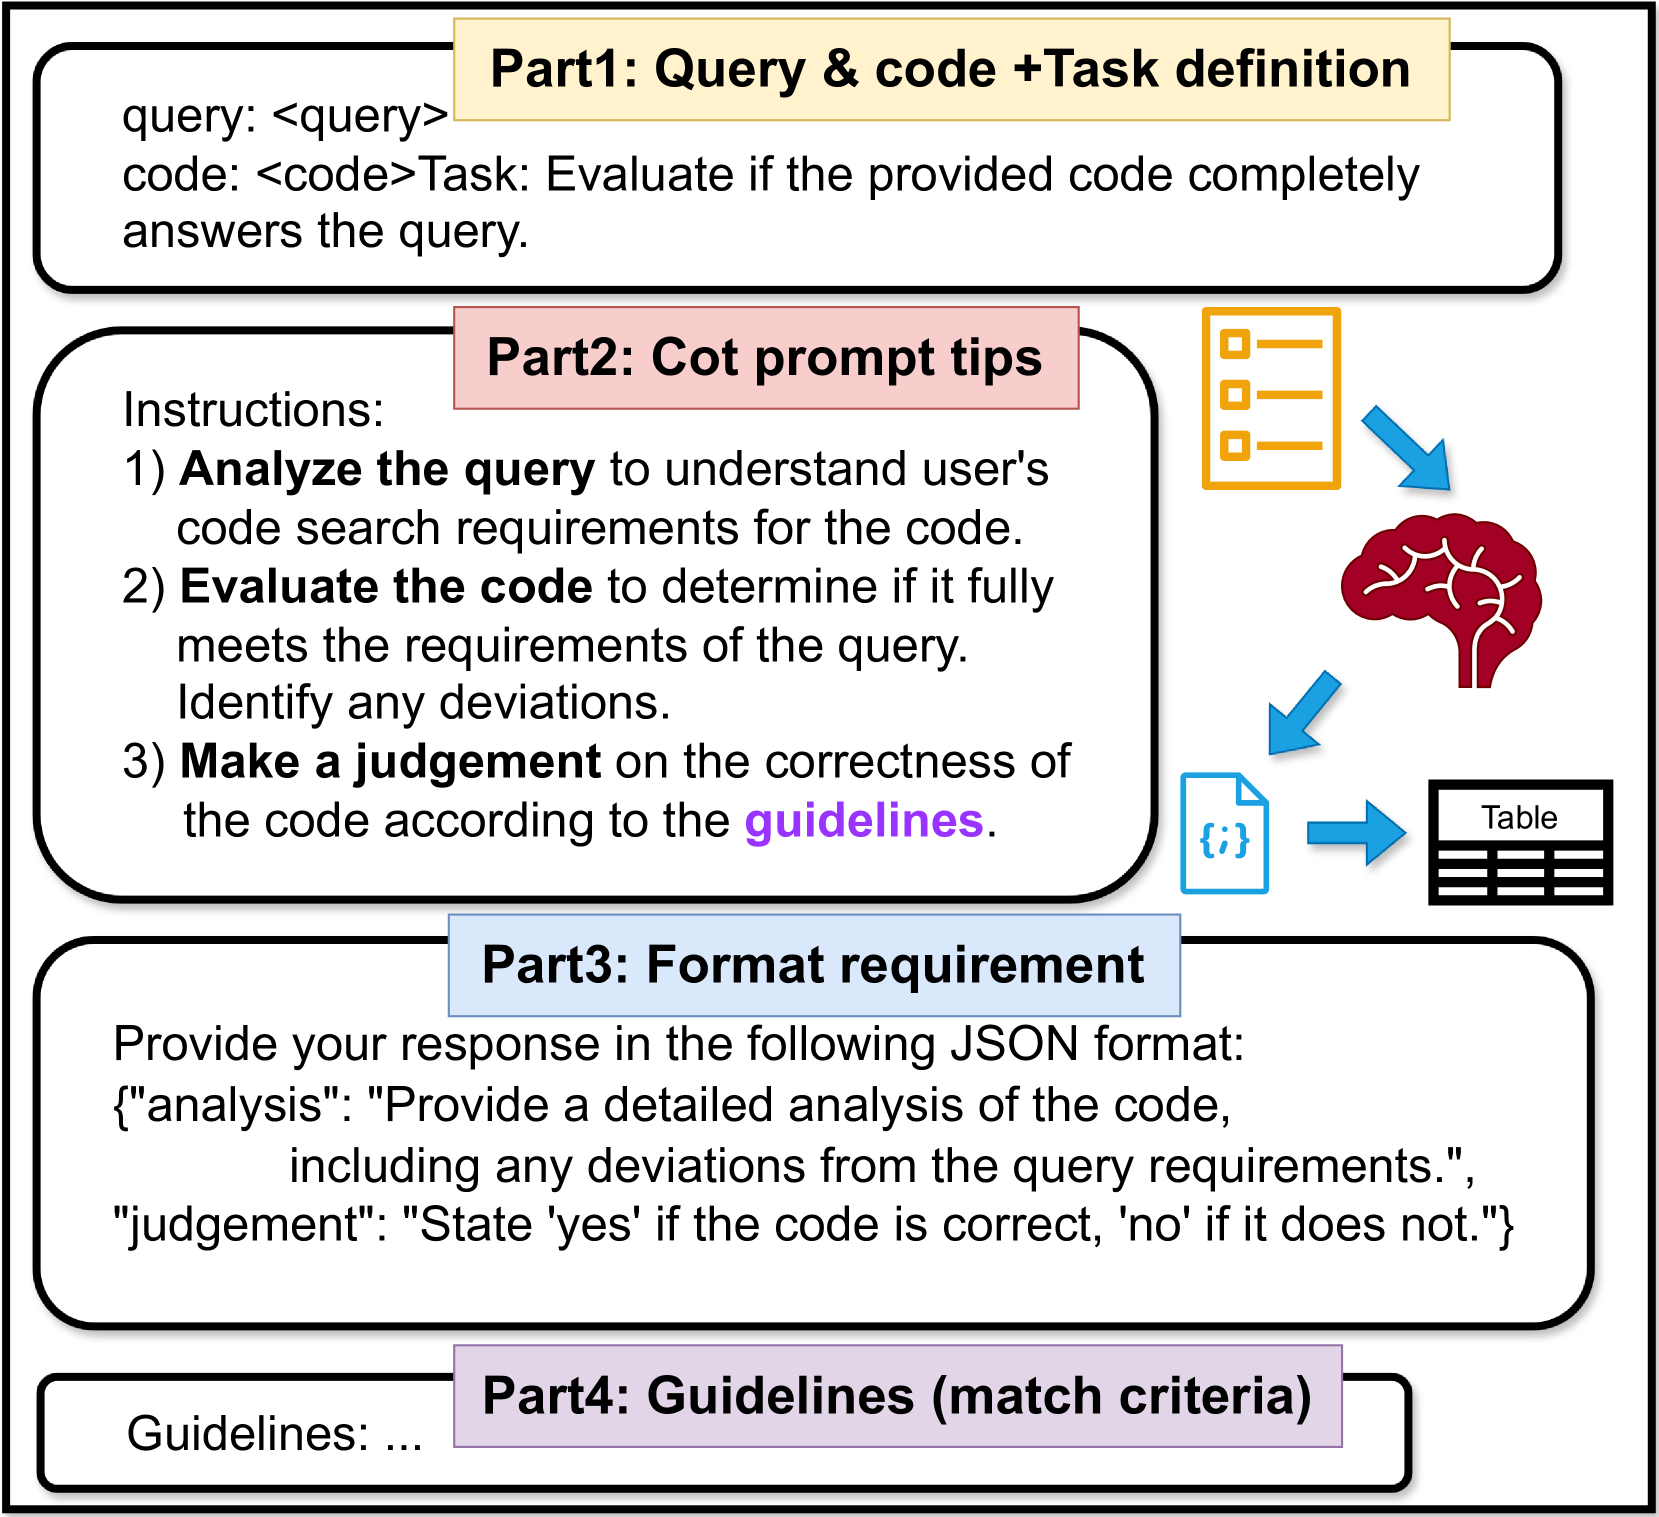 Part1: Query & code +Task definition
query: <query>
code: <code>Task: Evaluate if the provided code completely
answers the query.
Part2: Cot prompt tips
Instructions:
1) Analyze the query to understand user's
code search requirements for the code.
2) Evaluate the code to determine if it fully
meets the requirements of the query.
Identify any deviations.
3) Make a judgement on the correctness of
the code according to the guidelines.
{;}
Table
Part3: Format requirement
Provide your response in the following JSON format:
{"analysis": "Provide a detailed analysis of the code,
including any deviations from the query requirements.",
"judgement": "State 'yes' if the code is correct, 'no' if it does not."}
Part4: Guidelines (match criteria)
Guidelines: ...